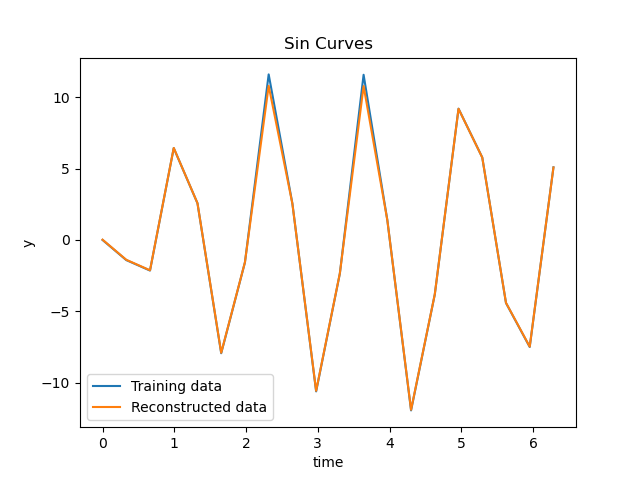 Sin Curves
10
5
0
−5
−10
y
Training data
Reconstructed data
0 1 2 3 4 5 6
time